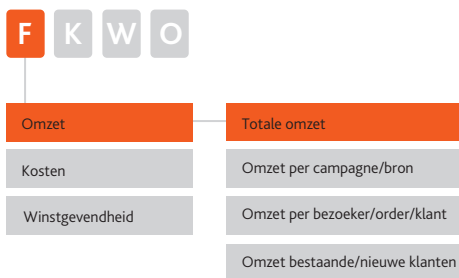 F K W O
Omzet
Kosten
Winstgevendheid
Totale omzet
Omzet per campagne/bron
Omzet per bezoeker/order/klant
Omzet bestaande/nieuwe klanten